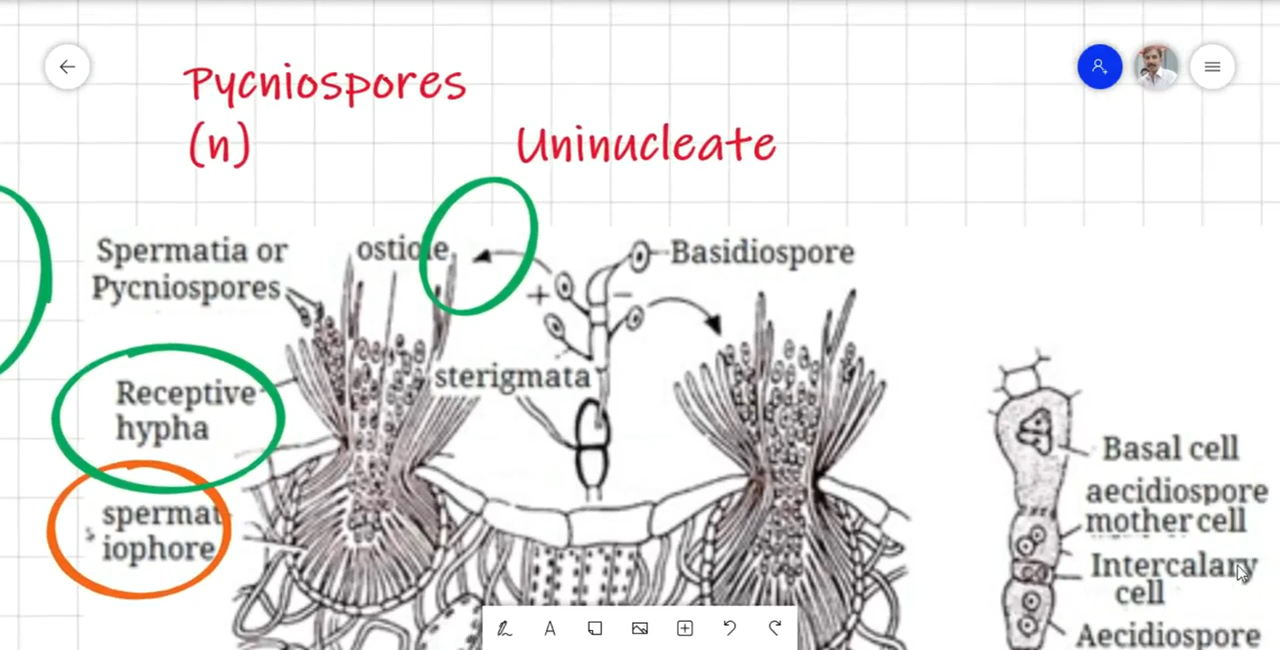 Pycniospores
(n)
Uninucleate
Spermatia or
Pycniospores
ostiole
+
−
Basidiospore
Receptive
hypha
sterigmata
spermat
iophore
Basal cell
aecidiospore
mother cell
Intercalary
cell
Aecidiospore
A